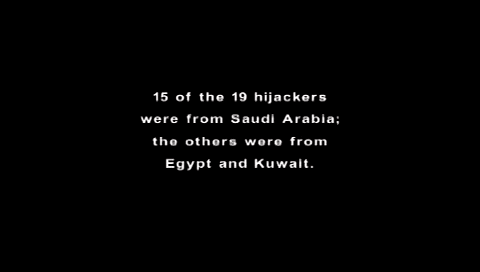 15 of the 19 hijackers
were from Saudi Arabia;
the others were from
Egypt and Kuwait.